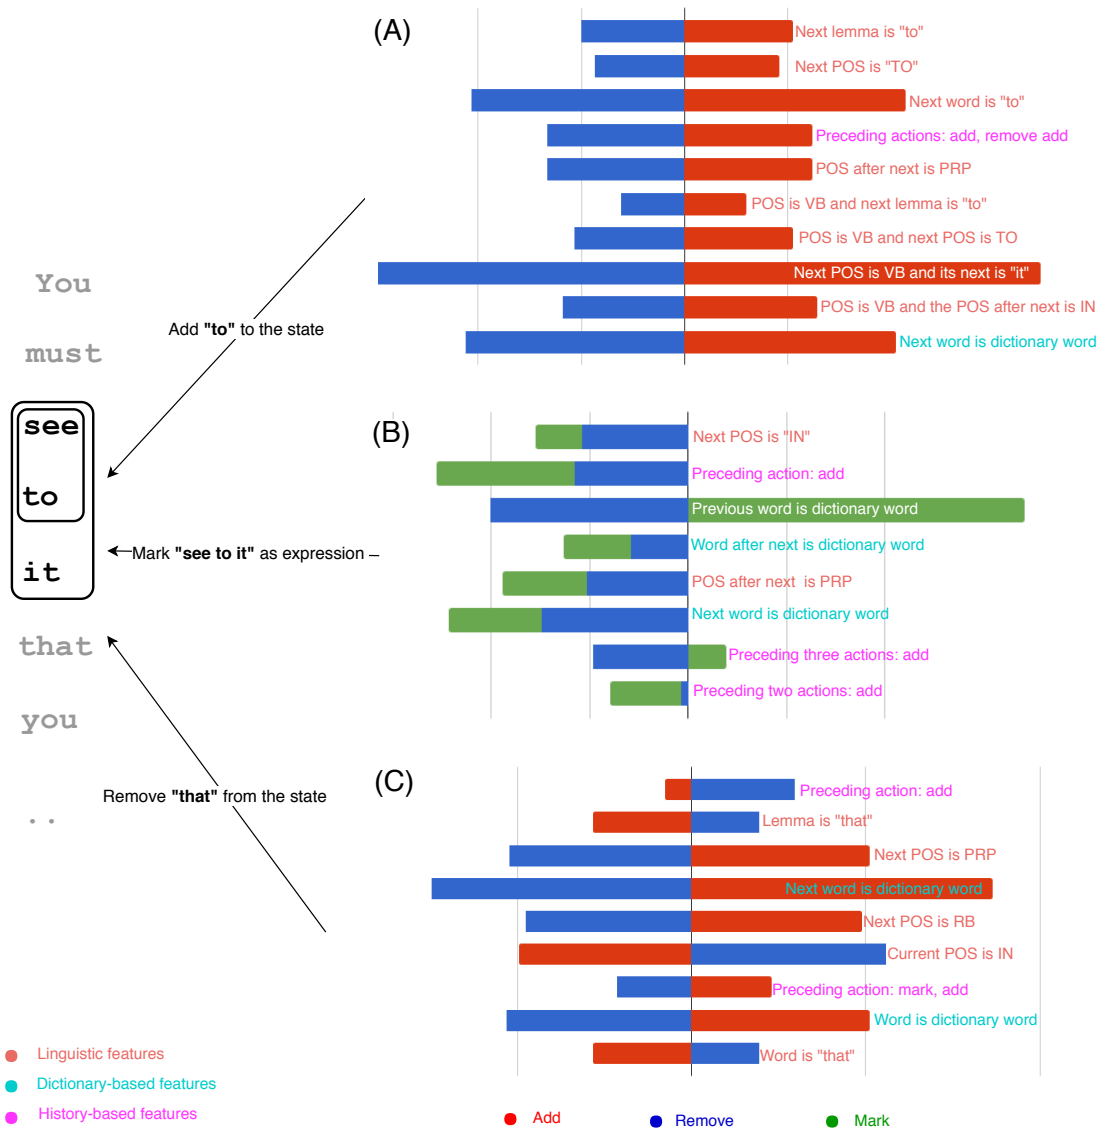 (A)
Next lemma is "to"
Next POS is "TO"
Next word is "to"
Preceding actions: add, remove add
POS after next is PRP
POS is VB and next lemma is "to"
POS is VB and next POS is TO
Next POS is VB and its next is "it"
POS is VB and the POS after next is IN
Next word is dictionary word
You
must
see
to
it
that
you
..
Add "to" to the state
Mark "see to it" as expression
Remove "that" from the state
(B)
Next POS is "IN"
Preceding action: add
Previous word is dictionary word
Word after next is dictionary word
POS after next is PRP
Next word is dictionary word
Preceding three actions: add
Preceding two actions: add
(C)
Preceding action: add
Lemma is "that"
Next POS is PRP
Next word is dictionary word
Next POS is RB
Current POS is IN
Preceding action: mark, add
Word is dictionary word
Word is "that"
Linguistic features
Dictionary-based features
History-based features
Add
Remove
Mark